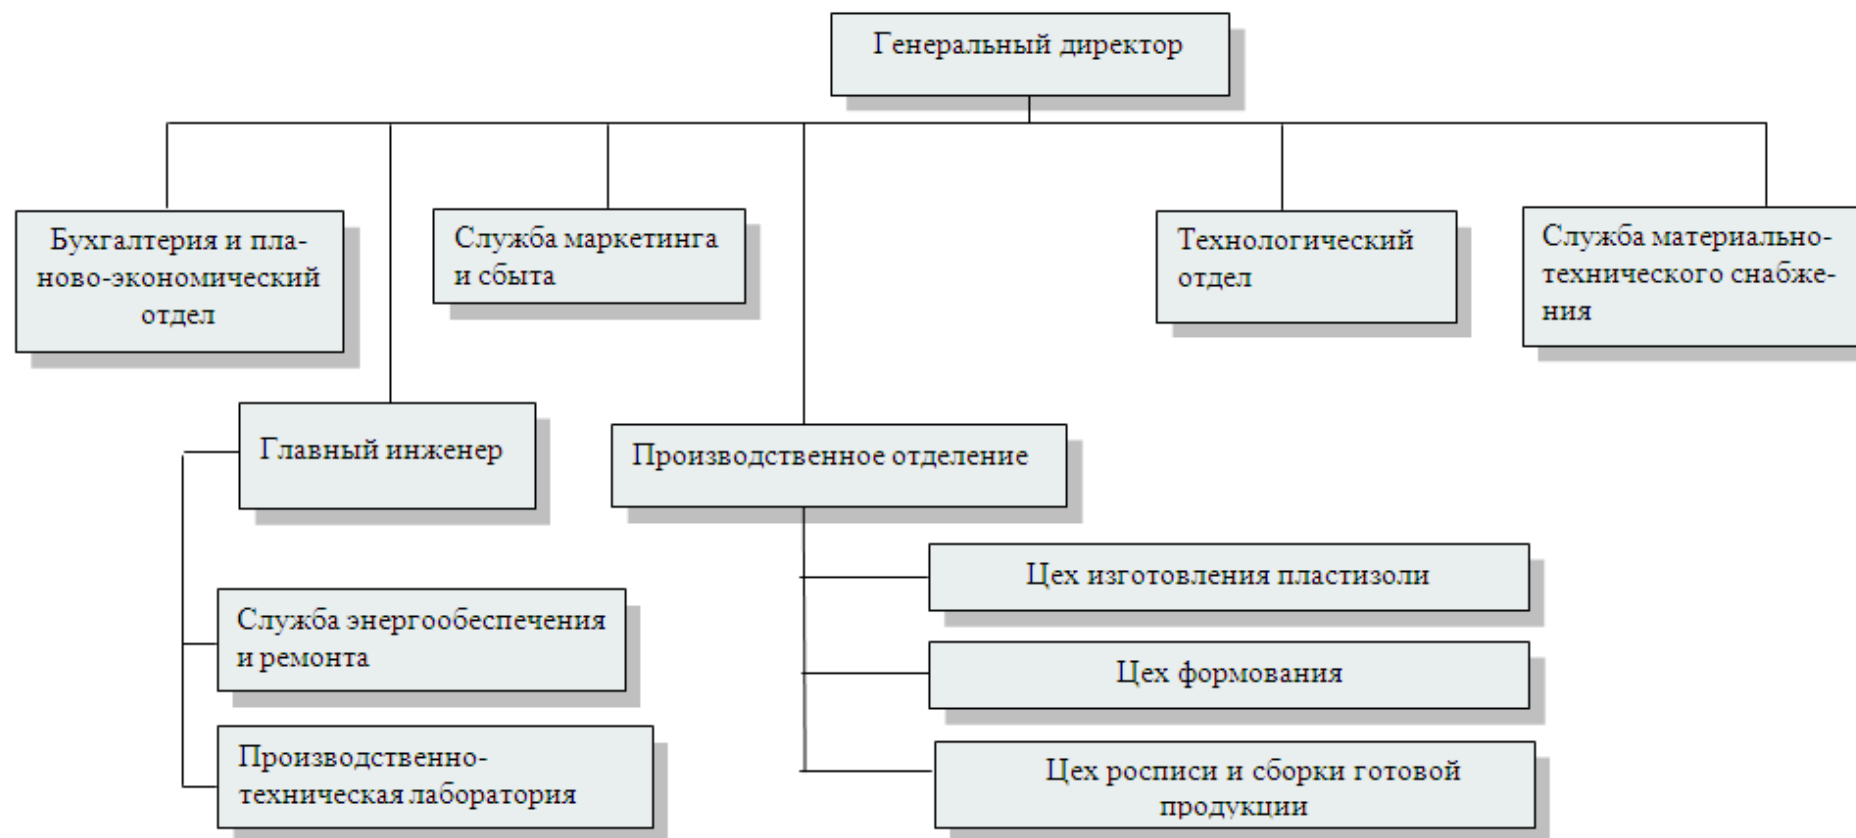 Генеральный директор
Бухгалтерия и пла-
ново-экономический
отдел
Служба маркетинга
и сбыта
Технологический
отдел
Служба материально-
технического снабже-
ния
Главный инженер
Производственное отделение
Служба энергообеспечения
и ремонта
Производственно-
техническая лаборатория
Цех изготовления пластизоли
Цех формования
Цех росписи и сборки готовой
продукции